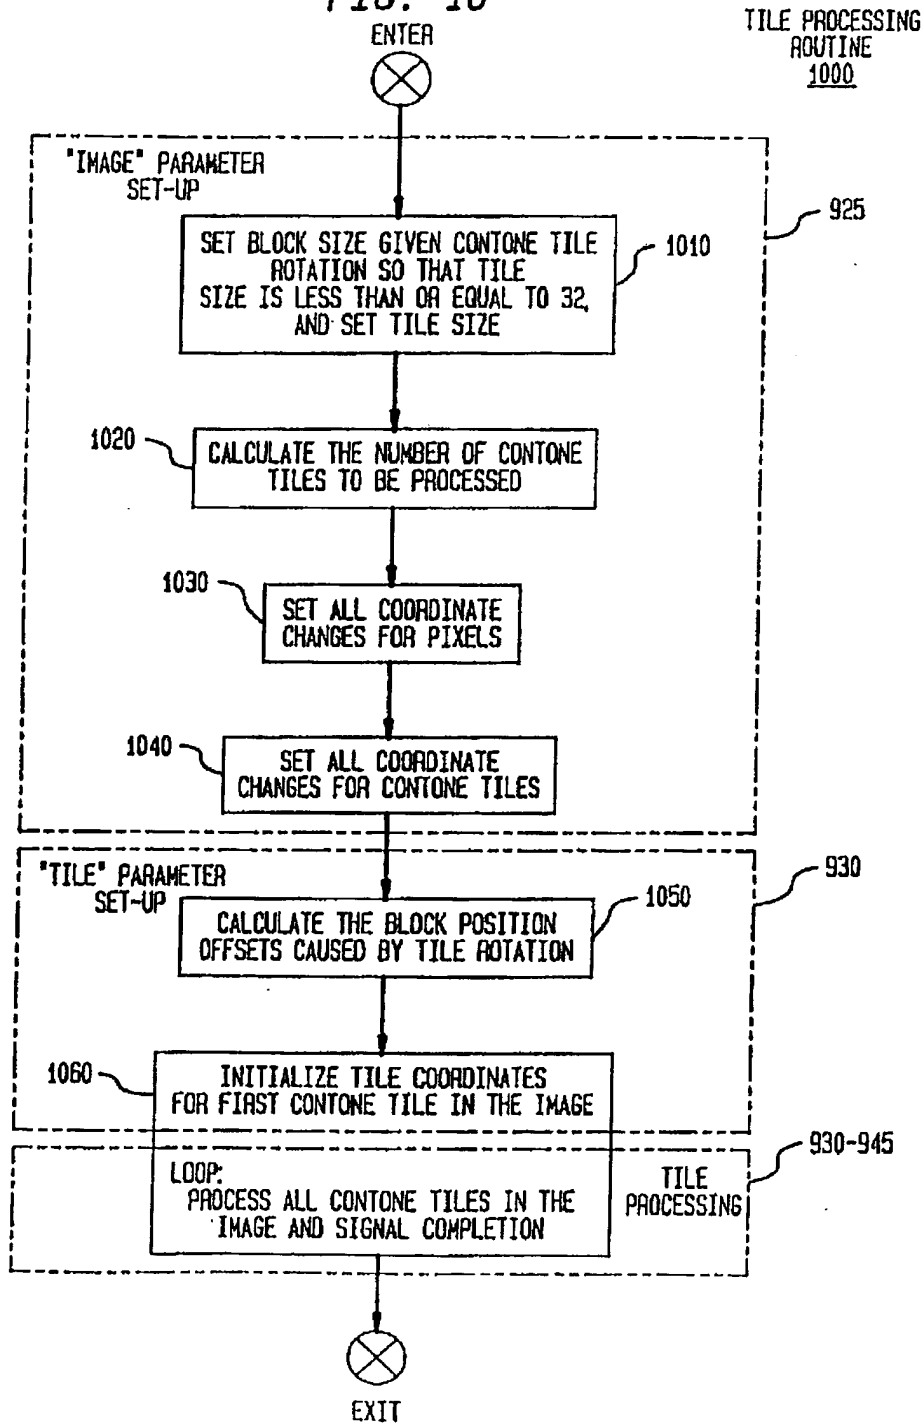 FIG. 10
TILE PROCESSING
ROUTINE
1000
ENTER
"IMAGE" PARAMETER
SET-UP
925
SET BLOCK SIZE GIVEN CONTONE TILE
ROTATION SO THAT TILE
SIZE IS LESS THAN OR EQUAL TO 32,
AND SET TILE SIZE
1010
1020
CALCULATE THE NUMBER OF CONTONE
TILES TO BE PROCESSED
1030
SET ALL COORDINATE
CHANGES FOR PIXELS
1040
SET ALL COORDINATE
CHANGES FOR CONTONE TILES
"TILE" PARAMETER
SET-UP
930
1050
CALCULATE THE BLOCK POSITION
OFFSETS CAUSED BY TILE ROTATION
1060
INITIALIZE TILE COORDINATES
FOR FIRST CONTONE TILE IN THE IMAGE
930-945
LOOP:
PROCESS ALL CONTONE TILES IN THE
IMAGE AND SIGNAL COMPLETION
TILE
PROCESSING
EXIT